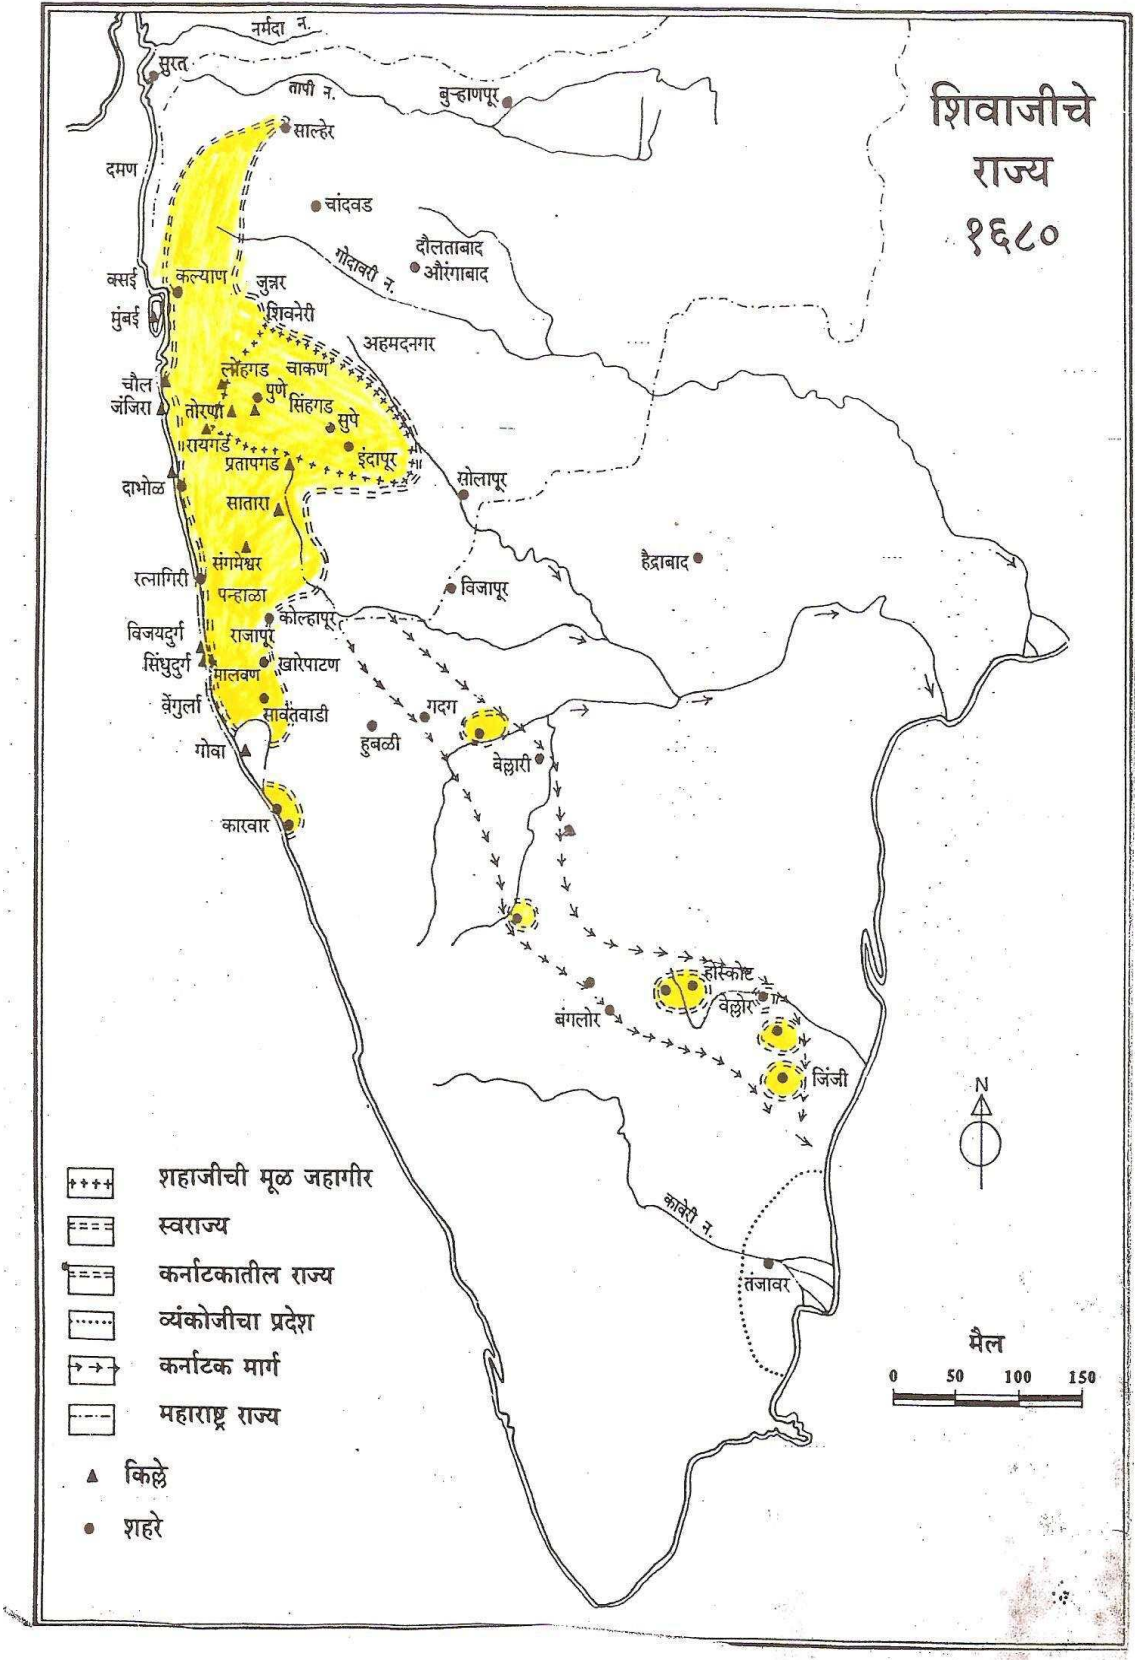 नर्मदा न.
सुरत
तापी न.
बुऱ्हाणपूर
शिवाजीचे
राज्य
१६८०
साल्हेर
दमण
चांदवड
दौलताबाद
औरंगाबाद
गोदावरी न.
वसई
कल्याण
जुन्नर
शिवनेरी
मुंबई
अहमदनगर
लोहगड
चाकण
चौल
पुणे
जंजिरा
तोरणा
सिंहगड
सुपे
रायगड
प्रतापगड
इंदापूर
दाभोळ
सोलापूर
सातारा
हैद्राबाद
संगमेश्वर
रत्नागिरी
पन्हाळा
विजापूर
कोल्हापूर
विजयदुर्ग
राजापूर
सिंधुदुर्ग
मालवण
खारेपाटण
वेंगुर्ला
सावंतवाडी
गदग
गोवा
हुबळी
वेल्लारी
कारवार
होस्कोट
वेल्लोर
बंगलोर
जिंजी
N
कावेरी न.
तंजावर
शहाजीची मूळ जहागीर
स्वराज्य
कर्नाटकातील राज्य
व्यंकोजीचा प्रदेश
कर्नाटक मार्ग
महाराष्ट्र राज्य
किल्ले
शहरे
मैल
0 50 100 150